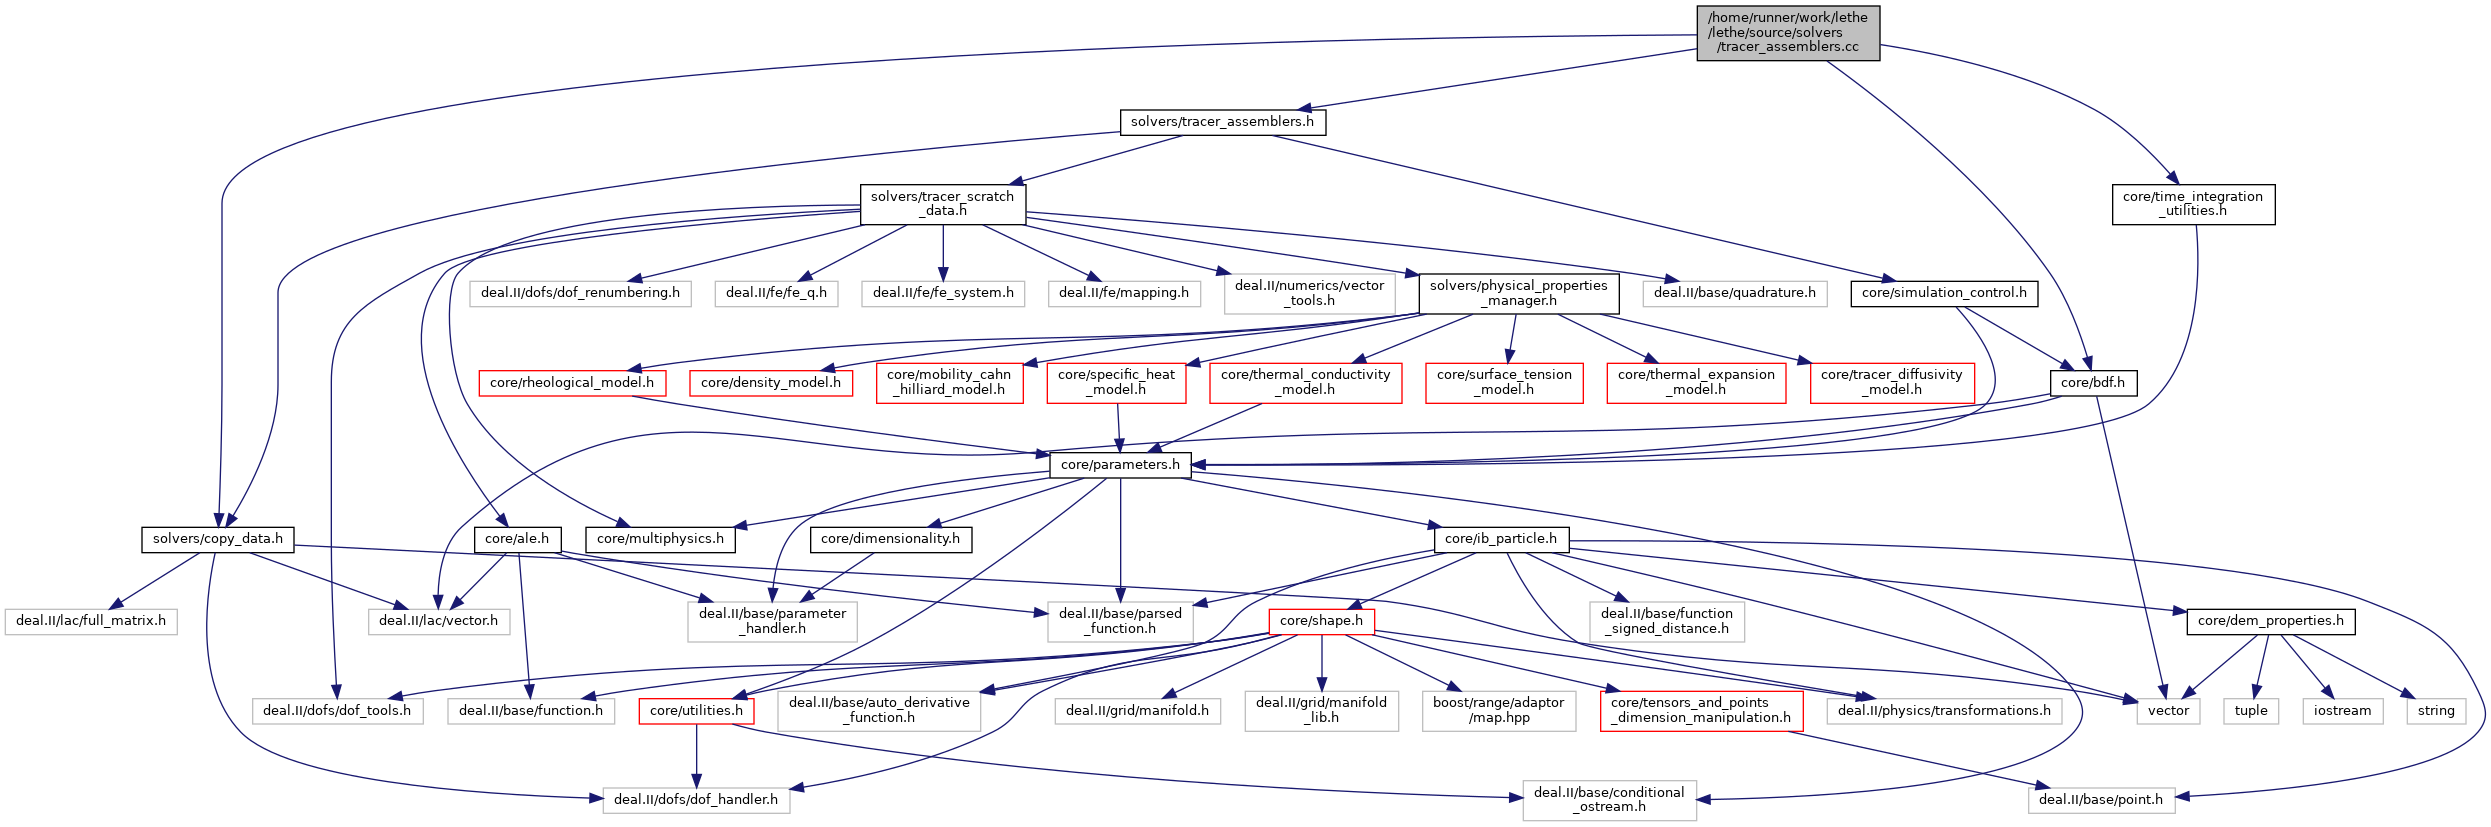 /home/runner/work/lethe
/lethe/source/solvers
/tracer_assemblers.cc
solvers/tracer_assemblers.h
solvers/tracer_scratch
_data.h
core/time_integration
_utilities.h
deal.II/dofs/dof_renumbering.h
deal.II/fe/fe_q.h
deal.II/fe/fe_system.h
deal.II/fe/mapping.h
deal.II/numerics/vector
_tools.h
solvers/physical_properties
_manager.h
deal.II/base/quadrature.h
core/simulation_control.h
core/rheological_model.h
core/density_model.h
core/mobility_cahn
_hilliard_model.h
core/specific_heat
_model.h
core/thermal_conductivity
_model.h
core/surface_tension
_model.h
core/thermal_expansion
_model.h
core/tracer_diffusivity
_model.h
core/bdf.h
core/parameters.h
solvers/copy_data.h
core/ale.h
core/multiphysics.h
core/dimensionality.h
core/ib_particle.h
deal.II/lac/full_matrix.h
deal.II/lac/vector.h
deal.II/base/parameter
_handler.h
deal.II/base/parsed
_function.h
core/shape.h
deal.II/base/function
_signed_distance.h
core/dem_properties.h
deal.II/dofs/dof_tools.h
deal.II/base/function.h
core/utilities.h
deal.II/base/auto_derivative
_function.h
deal.II/grid/manifold.h
deal.II/grid/manifold
_lib.h
boost/range/adaptor
/map.hpp
core/tensors_and_points
_dimension_manipulation.h
deal.II/physics/transformations.h
vector
tuple
iostream
string
deal.II/dofs/dof_handler.h
deal.II/base/conditional
_ostream.h
deal.II/base/point.h